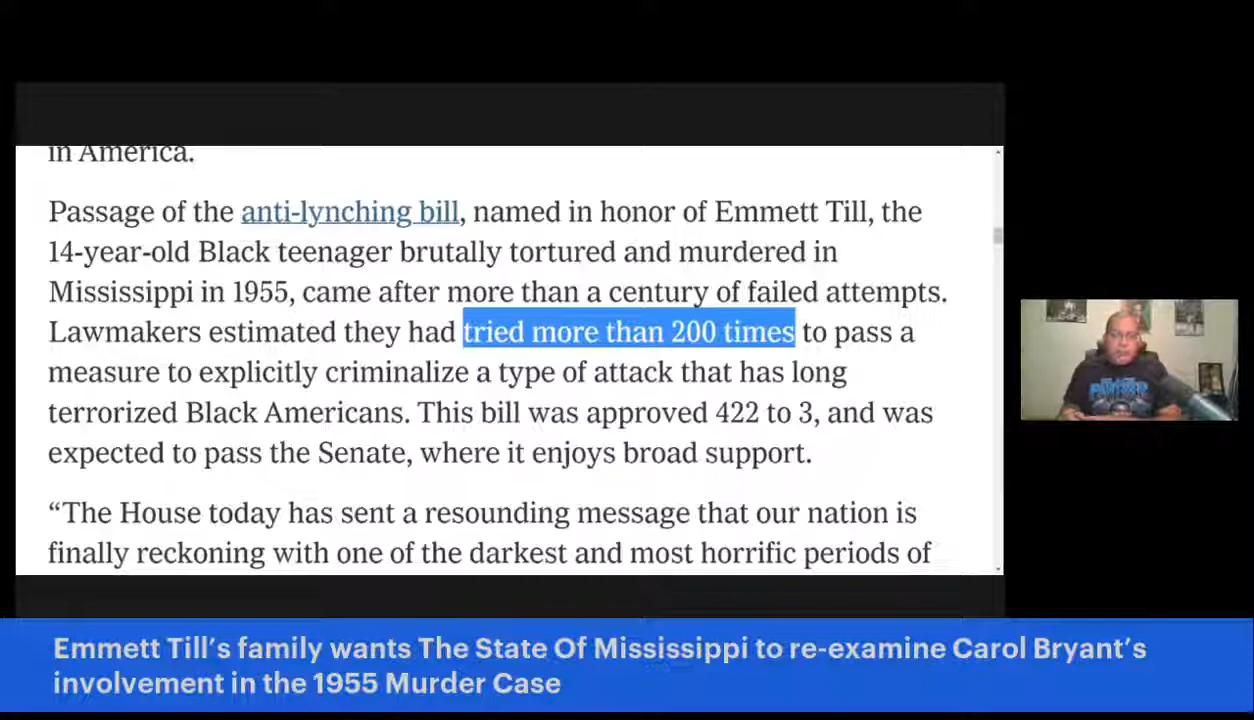 in America.
Passage of the anti-lynching bill, named in honor of Emmett Till, the
14-year-old Black teenager brutally tortured and murdered in
Mississippi in 1955, came after more than a century of failed attempts.
Lawmakers estimated they had tried more than 200 times to pass a
measure to explicitly criminalize a type of attack that has long
terrorized Black Americans. This bill was approved 422 to 3, and was
expected to pass the Senate, where it enjoys broad support.
“The House today has sent a resounding message that our nation is
finally reckoning with one of the darkest and most horrific periods of
Emmett Till’s family wants The State Of Mississippi to re-examine Carol Bryant’s
involvement in the 1955 Murder Case